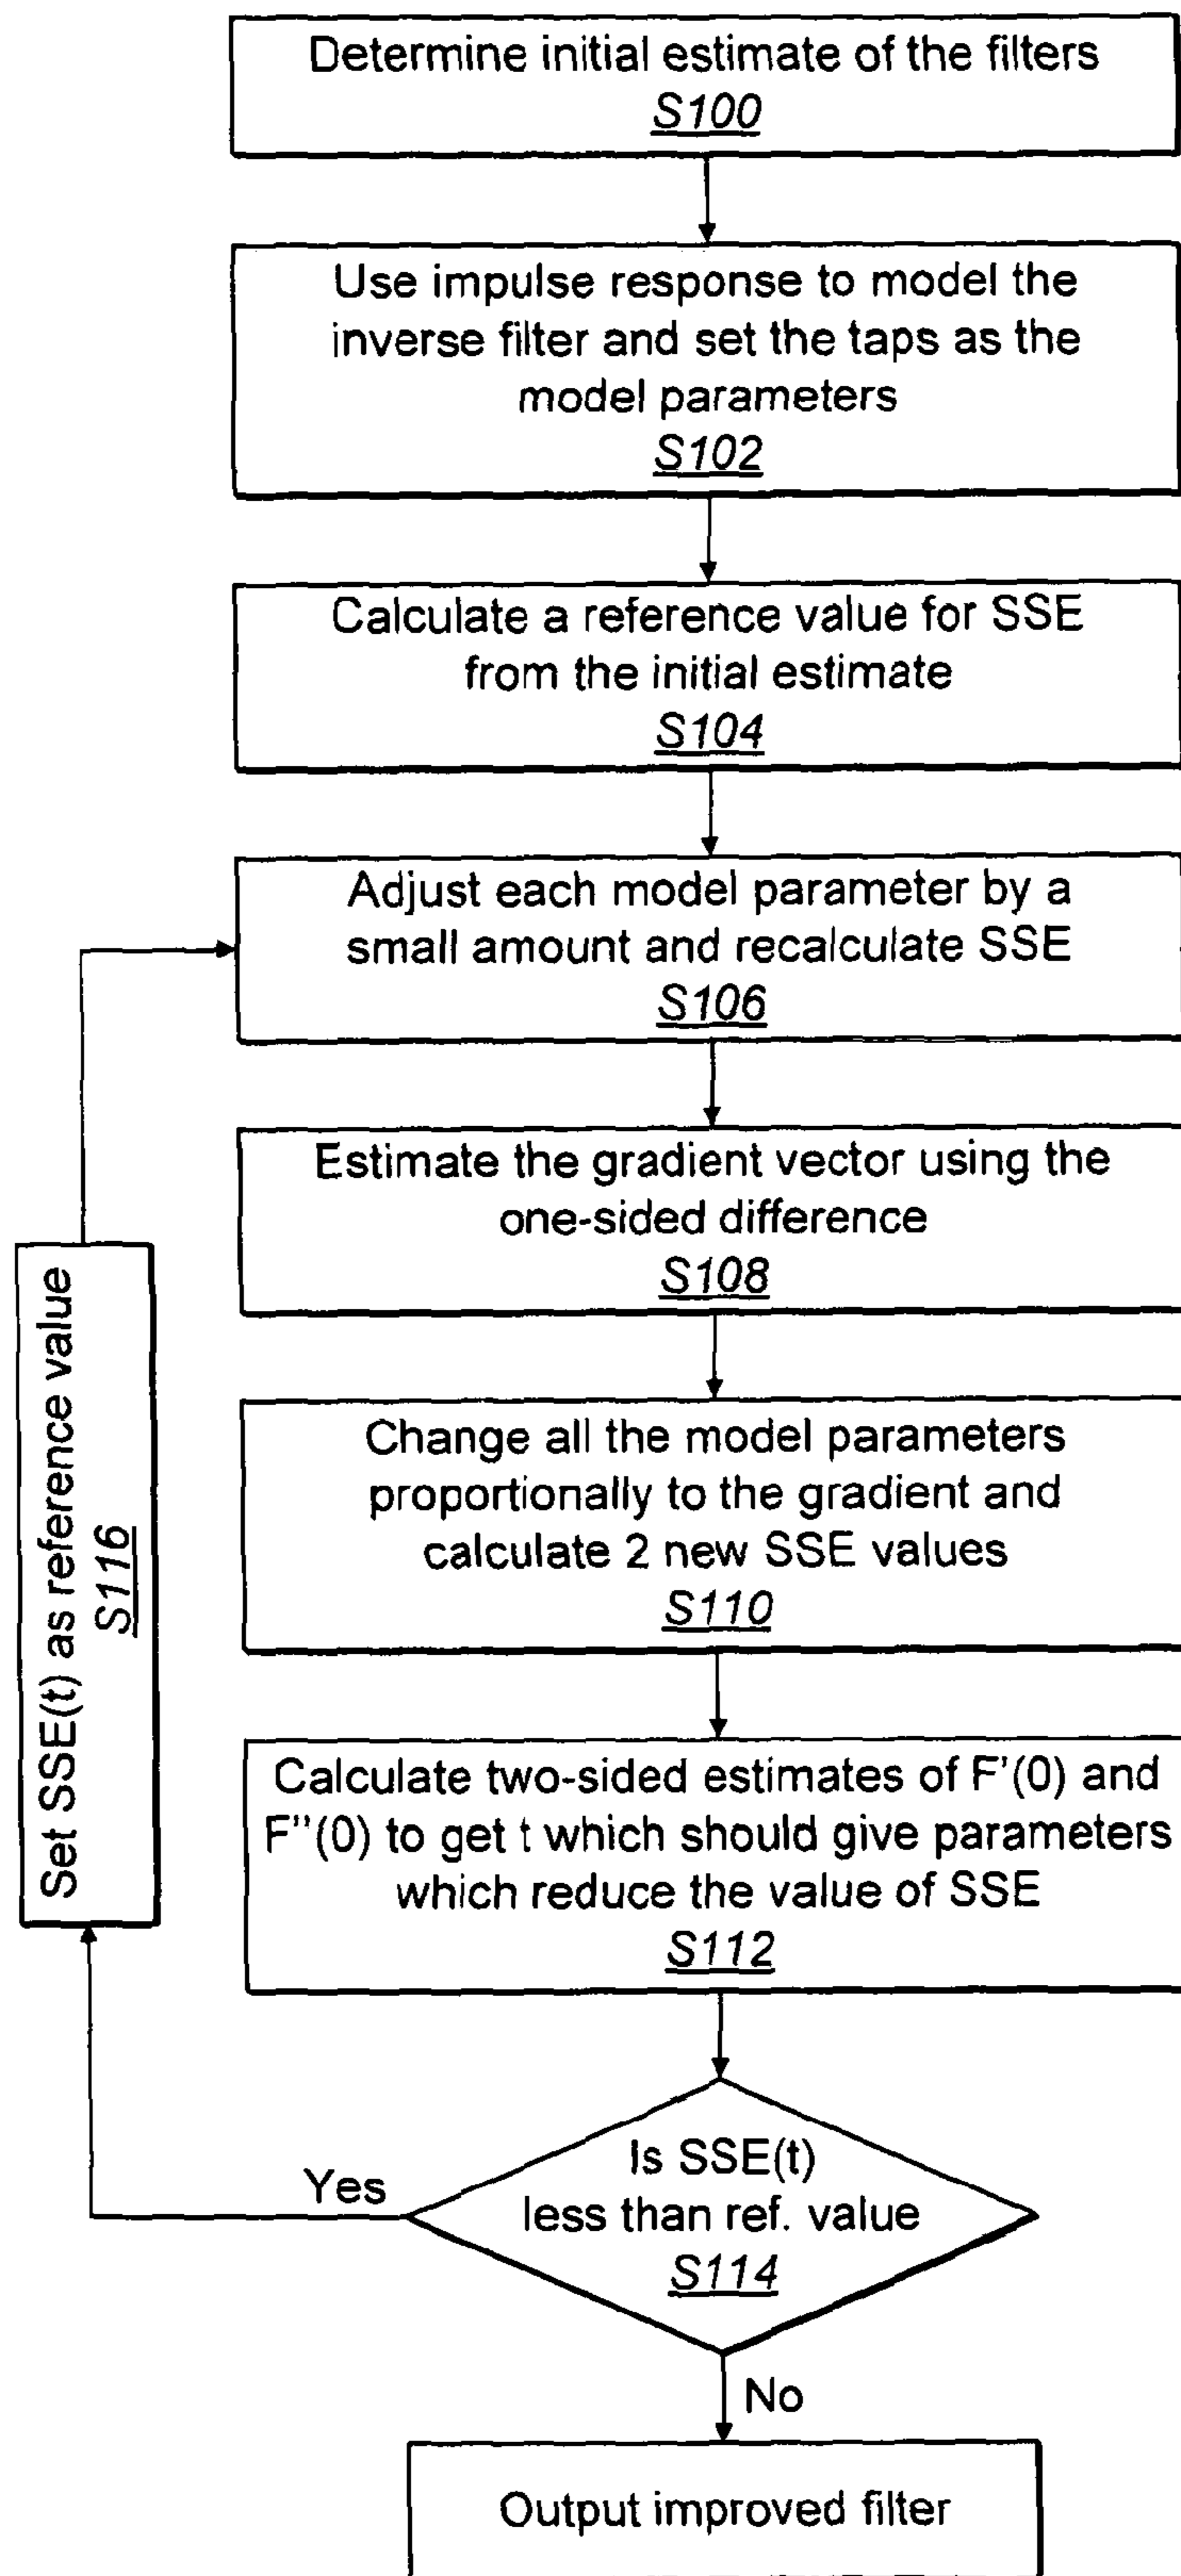 Determine initial estimate of the filters
S100
Use impulse response to model the
inverse filter and set the taps as the
model parameters
S102
Calculate a reference value for SSE
from the initial estimate
S104
Adjust each model parameter by a
small amount and recalculate SSE
S106
Estimate the gradient vector using the
one-sided difference
S108
Change all the model parameters
proportionally to the gradient and
calculate 2 new SSE values
S110
Calculate two-sided estimates of F'(0) and
F''(0) to get t which should give parameters
which reduce the value of SSE
S112
Is SSE(t)
less than ref. value
S114
Yes
Set SSE(t) as reference value
S116
No
Output improved filter